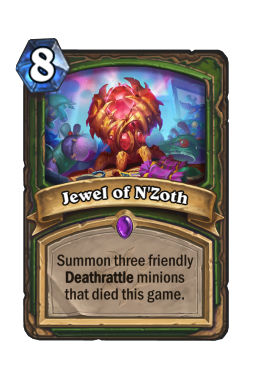 8
Jewel of N'Zoth
Summon three friendly
Deathrattle minions
that died this game.